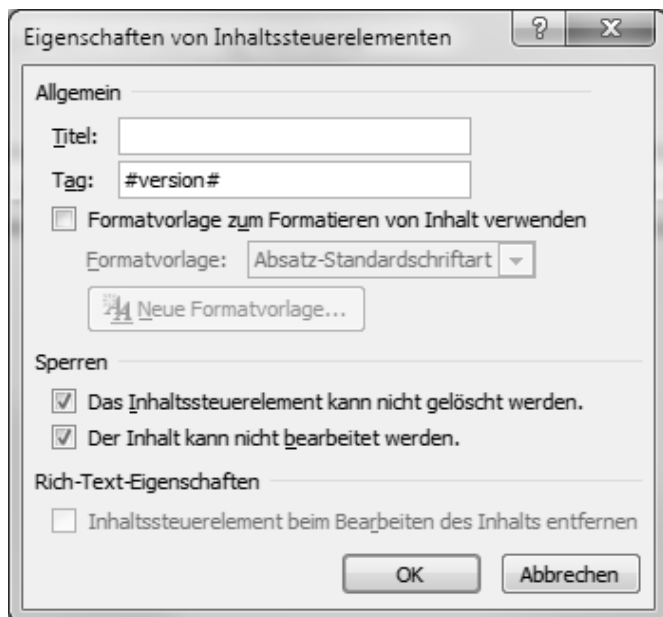 Eigenschaften von Inhaltssteuerelementen
Allgemein
Titel:
Tag: #version#
Formatvorlage zum Formatieren von Inhalt verwenden
Formatvorlage: Absatz-Standardschriftart
Neue Formatvorlage...
Sperren
Das Inhaltssteuerelement kann nicht gelöscht werden.
Der Inhalt kann nicht bearbeitet werden.
Rich-Text-Eigenschaften
Inhaltssteuerelement beim Bearbeiten des Inhalts entfernen
OK Abbrechen